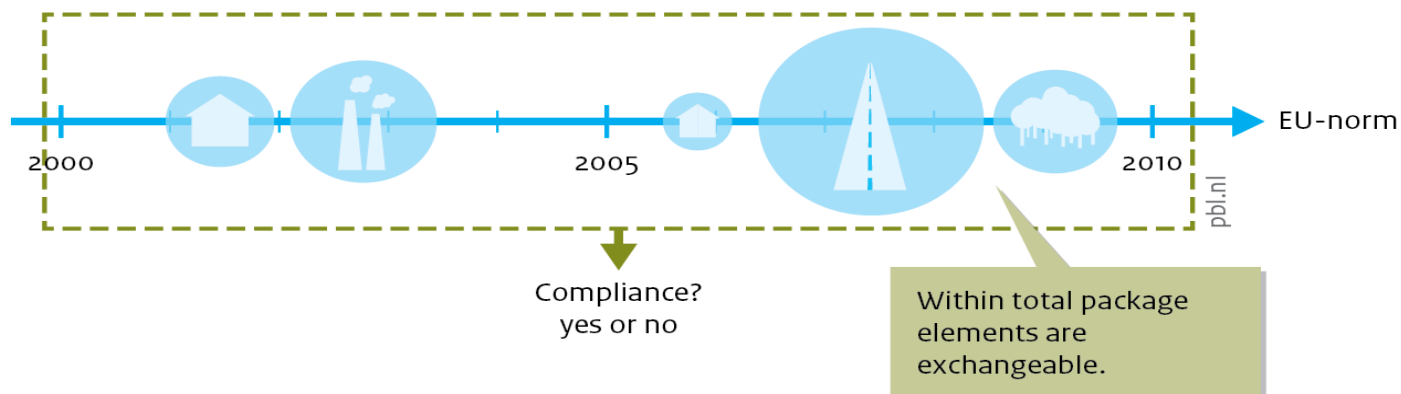 EU-norm
2000
2005
2010
pbl.nl
Compliance?
yes or no
Within total package
elements are
exchangeable.